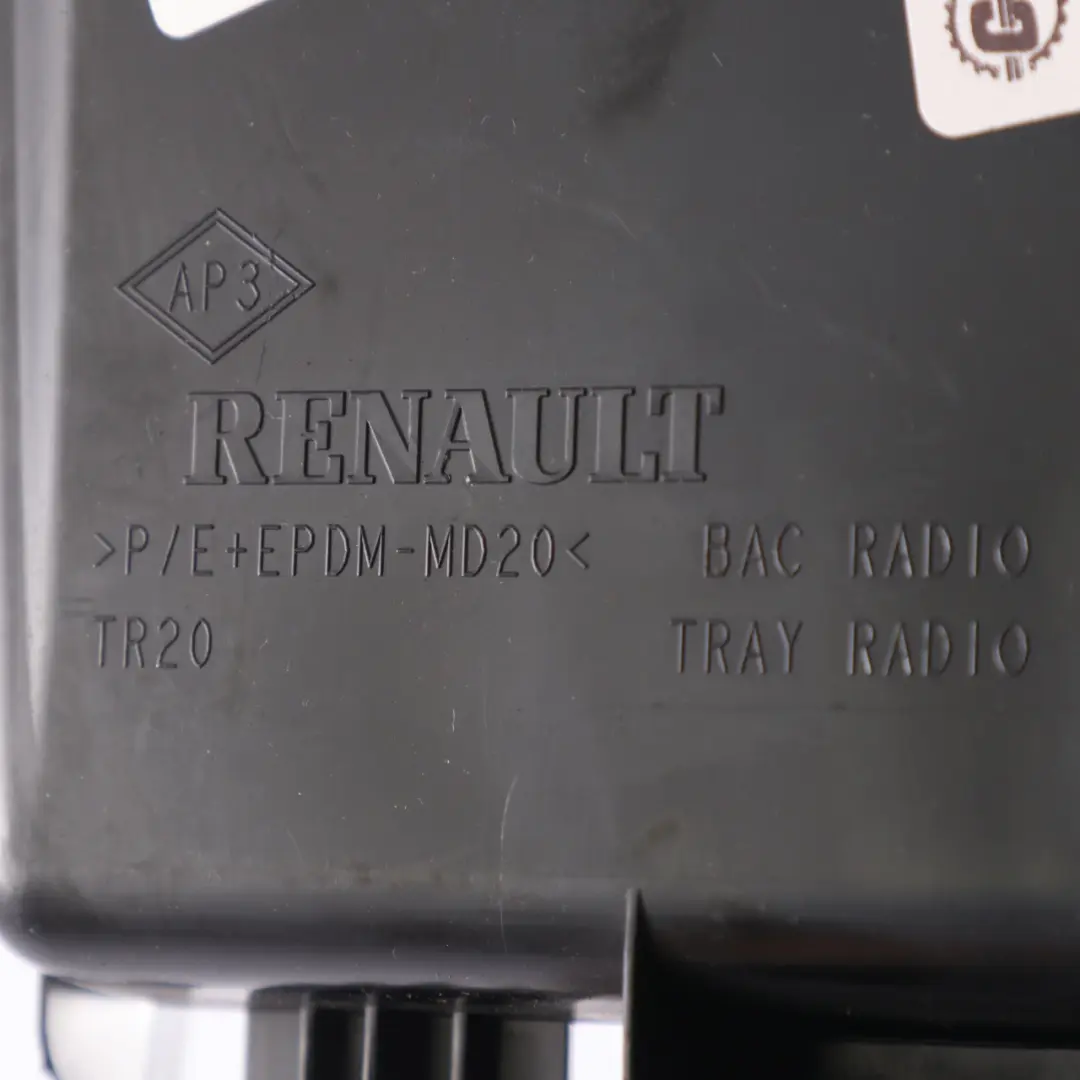 AP3
RENAULT
>P/E+EPDM-MD20< BAC RADIO
TR20 TRAY RADIO